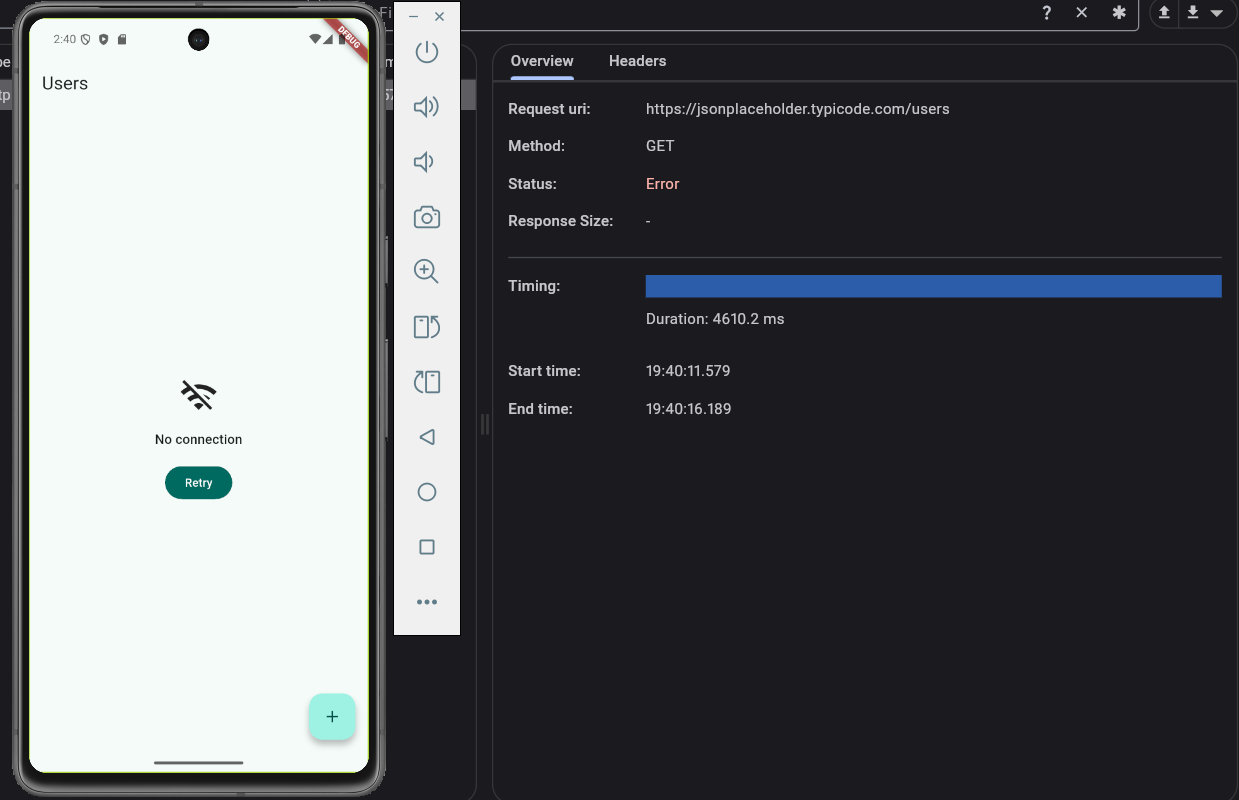 2:40
DEBUG
Users
No connection
Retry
Fi
?
Overview
Headers
Request uri:
https://jsonplaceholder.typicode.com/users
Method:
GET
Status:
Error
Response Size:
-
Timing:
Duration: 4610.2 ms
Start time:
19:40:11.579
End time:
19:40:16.189